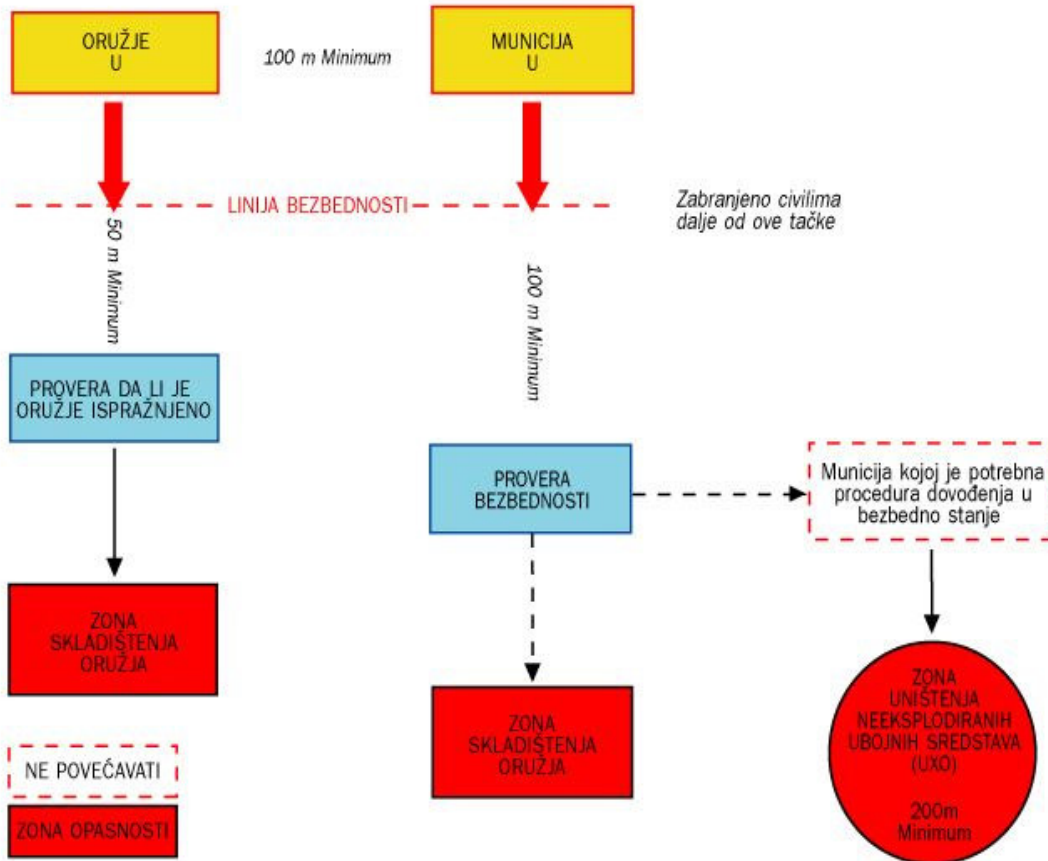 ORUŽJE
U
100 m Minimum
MUNICIJA
U
LINIJA BEZBEDNOSTI
Zabranjeno civilima
dalje od ove tačke
50 m Minimum
100 m Minimum
PROVERA DA LI JE
ORUŽJE ISPRAŽNJENO
PROVERA
BEZBEDNOSTI
Municija kojoj je potrebna
procedura dovođenja u
bezbedno stanje
ZONA
SKLADIŠTENJA
ORUŽJA
ZONA
SKLADIŠTENJA
ORUŽJA
ZONA
UNIŠTENJA
NEEKSPLODIRANIH
UBOJNIH SREDSTAVA
(UXO)
200m
Minimum
NE POVEĆAVATI
ZONA OPASNOSTI